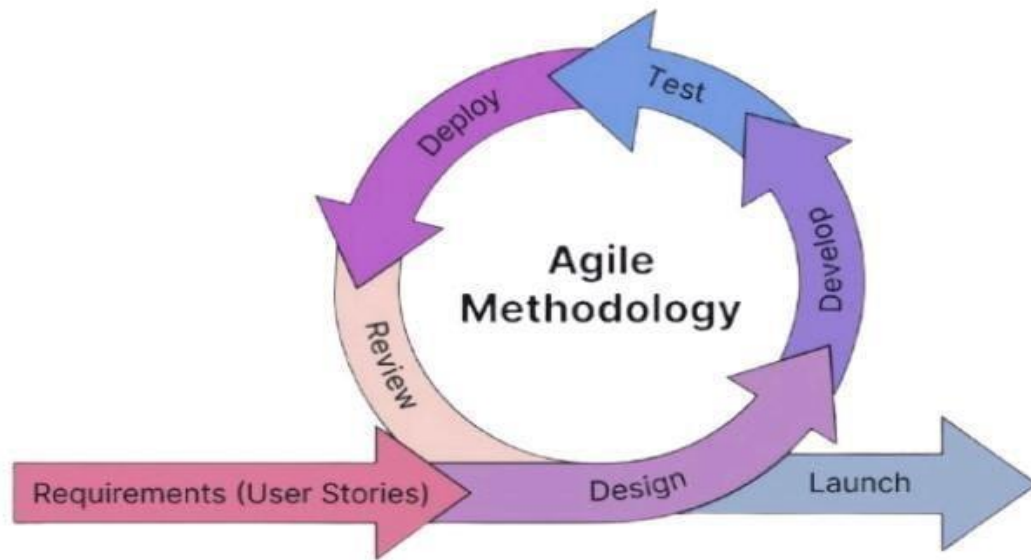 Agile
Methodology
Requirements (User Stories)
Design
Develop
Test
Deploy
Review
Launch